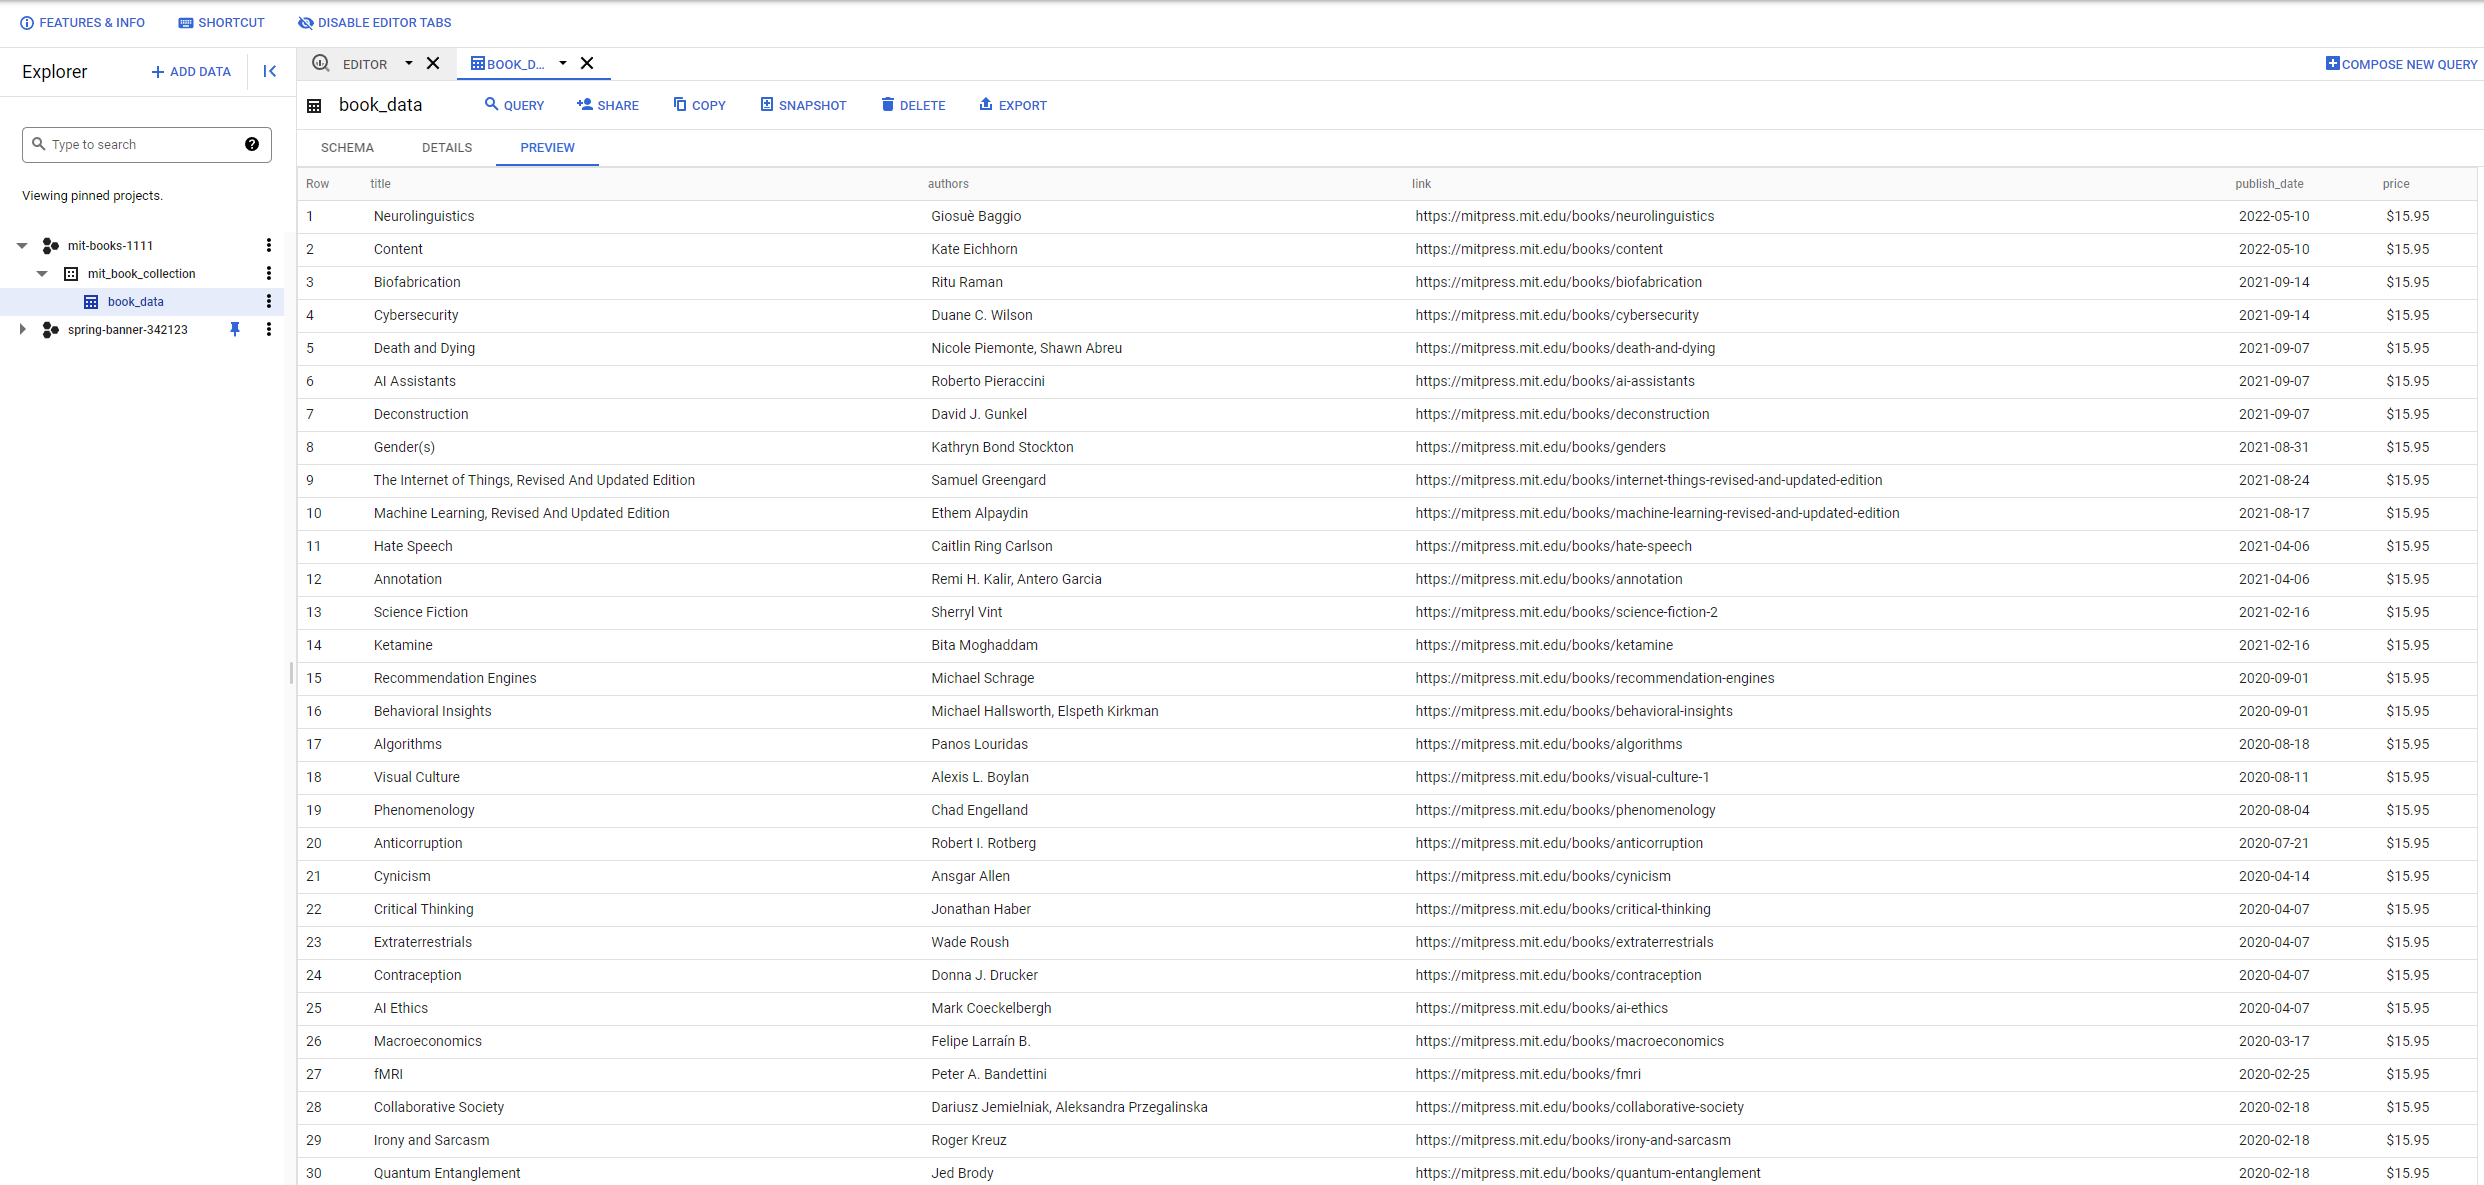 FEATURES & INFO SHORTCUT DISABLE EDITOR TABS
Explorer ADD DATA
Type to search
Viewing pinned projects.
mit-books-1111
mit_book_collection
book_data
spring-banner-342123
EDITOR BOOK_D... COMPOSE NEW QUERY
book_data QUERY SHARE COPY SNAPSHOT DELETE EXPORT
SCHEMA DETAILS PREVIEW
Row title authors link publish_date price
1 Neurolinguistics Giosuè Baggio https://mitpress.mit.edu/books/neurolinguistics 2022-05-10 $15.95
2 Content Kate Eichhorn https://mitpress.mit.edu/books/content 2022-05-10 $15.95
3 Biofabrication Ritu Raman https://mitpress.mit.edu/books/biofabrication 2021-09-14 $15.95
4 Cybersecurity Duane C. Wilson https://mitpress.mit.edu/books/cybersecurity 2021-09-14 $15.95
5 Death and Dying Nicole Piemonte, Shawn Abreu https://mitpress.mit.edu/books/death-and-dying 2021-09-07 $15.95
6 AI Assistants Roberto Pieraccini https://mitpress.mit.edu/books/ai-assistants 2021-09-07 $15.95
7 Deconstruction David J. Gunkel https://mitpress.mit.edu/books/deconstruction 2021-09-07 $15.95
8 Gender(s) Kathryn Bond Stockton https://mitpress.mit.edu/books/genders 2021-08-31 $15.95
9 The Internet of Things, Revised And Updated Edition Samuel Greengard https://mitpress.mit.edu/books/internet-things-revised-and-updated-edition 2021-08-24 $15.95
10 Machine Learning, Revised And Updated Edition Ethem Alpaydin https://mitpress.mit.edu/books/machine-learning-revised-and-updated-edition 2021-08-17 $15.95
11 Hate Speech Caitlin Ring Carlson https://mitpress.mit.edu/books/hate-speech 2021-04-06 $15.95
12 Annotation Remi H. Kalir, Antero Garcia https://mitpress.mit.edu/books/annotation 2021-04-06 $15.95
13 Science Fiction Sherryl Vint https://mitpress.mit.edu/books/science-fiction-2 2021-02-16 $15.95
14 Ketamine Bita Moghaddam https://mitpress.mit.edu/books/ketamine 2021-02-16 $15.95
15 Recommendation Engines Michael Schrage https://mitpress.mit.edu/books/recommendation-engines 2020-09-01 $15.95
16 Behavioral Insights Michael Hallsworth, Elspeth Kirkman https://mitpress.mit.edu/books/behavioral-insights 2020-09-01 $15.95
17 Algorithms Panos Louridas https://mitpress.mit.edu/books/algorithms 2020-08-18 $15.95
18 Visual Culture Alexis L. Boylan https://mitpress.mit.edu/books/visual-culture-1 2020-08-11 $15.95
19 Phenomenology Chad Engelland https://mitpress.mit.edu/books/phenomenology 2020-08-04 $15.95
20 Anticorruption Robert I. Rotberg https://mitpress.mit.edu/books/anticorruption 2020-07-21 $15.95
21 Cynicism Ansgar Allen https://mitpress.mit.edu/books/cynicism 2020-04-14 $15.95
22 Critical Thinking Jonathan Haber https://mitpress.mit.edu/books/critical-thinking 2020-04-07 $15.95
23 Extraterrestrials Wade Roush https://mitpress.mit.edu/books/extraterrestrials 2020-04-07 $15.95
24 Contraception Donna J. Drucker https://mitpress.mit.edu/books/contraception 2020-04-07 $15.95
25 AI Ethics Mark Coeckelbergh https://mitpress.mit.edu/books/ai-ethics 2020-04-07 $15.95
26 Macroeconomics Felipe Larraín B. https://mitpress.mit.edu/books/macroeconomics 2020-03-17 $15.95
27 fMRI Peter A. Bandettini https://mitpress.mit.edu/books/fmri 2020-02-25 $15.95
28 Collaborative Society Dariusz Jemielniak, Aleksandra Przegalinska https://mitpress.mit.edu/books/collaborative-society 2020-02-18 $15.95
29 Irony and Sarcasm Roger Kreuz https://mitpress.mit.edu/books/irony-and-sarcasm 2020-02-18 $15.95
30 Quantum Entanglement Jed Brody https://mitpress.mit.edu/books/quantum-entanglement 2020-02-18 $15.95